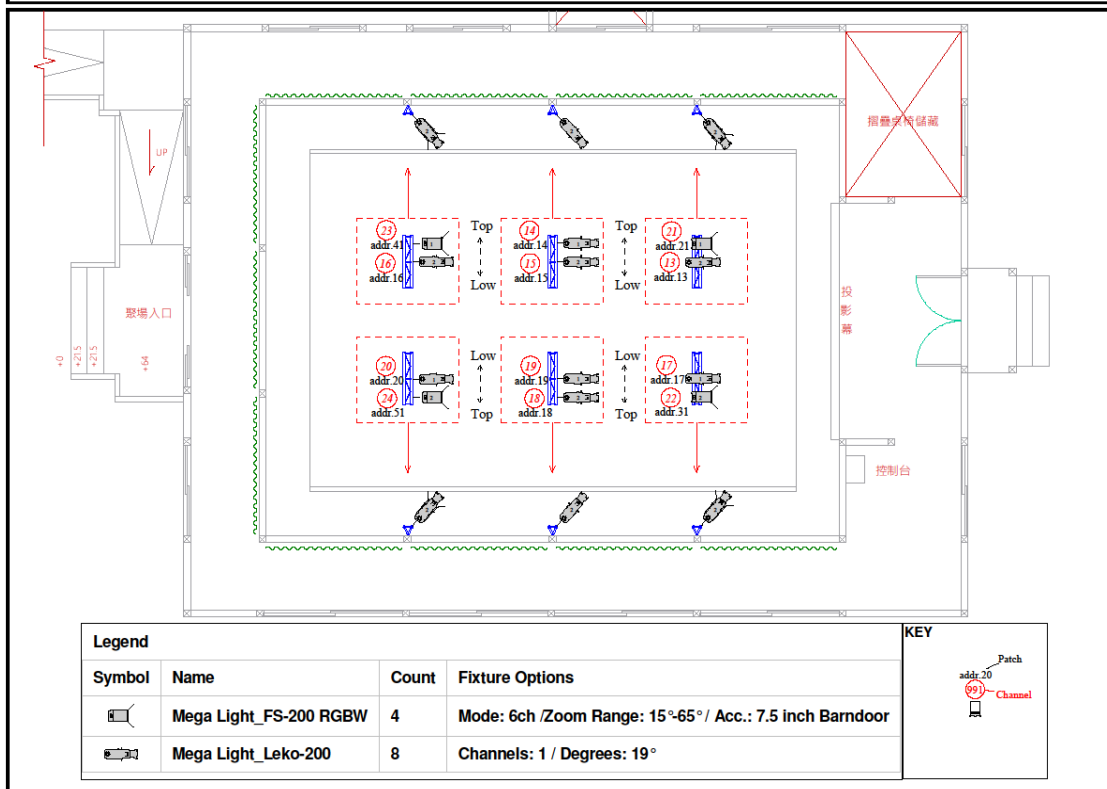 摺疊桌椅儲藏
UP
23
addr.41
16
addr.16
Top
Low
14
addr.14
15
addr.15
Top
Low
21
addr.21
13
addr.13
聚場入口
+0
+21.5
+21.5
+64
投影幕
20
addr.20
24
addr.51
Low
Top
19
addr.19
18
addr.18
Low
Top
17
addr.17
22
addr.31
控制台
Legend
Symbol Name Count Fixture Options
Mega Light_FS-200 RGBW 4 Mode: 6ch /Zoom Range: 15°-65° / Acc.: 7.5 inch Barndoor
Mega Light_Leko-200 8 Channels: 1 / Degrees: 19°
KEY
Patch
addr.20
991
Channel